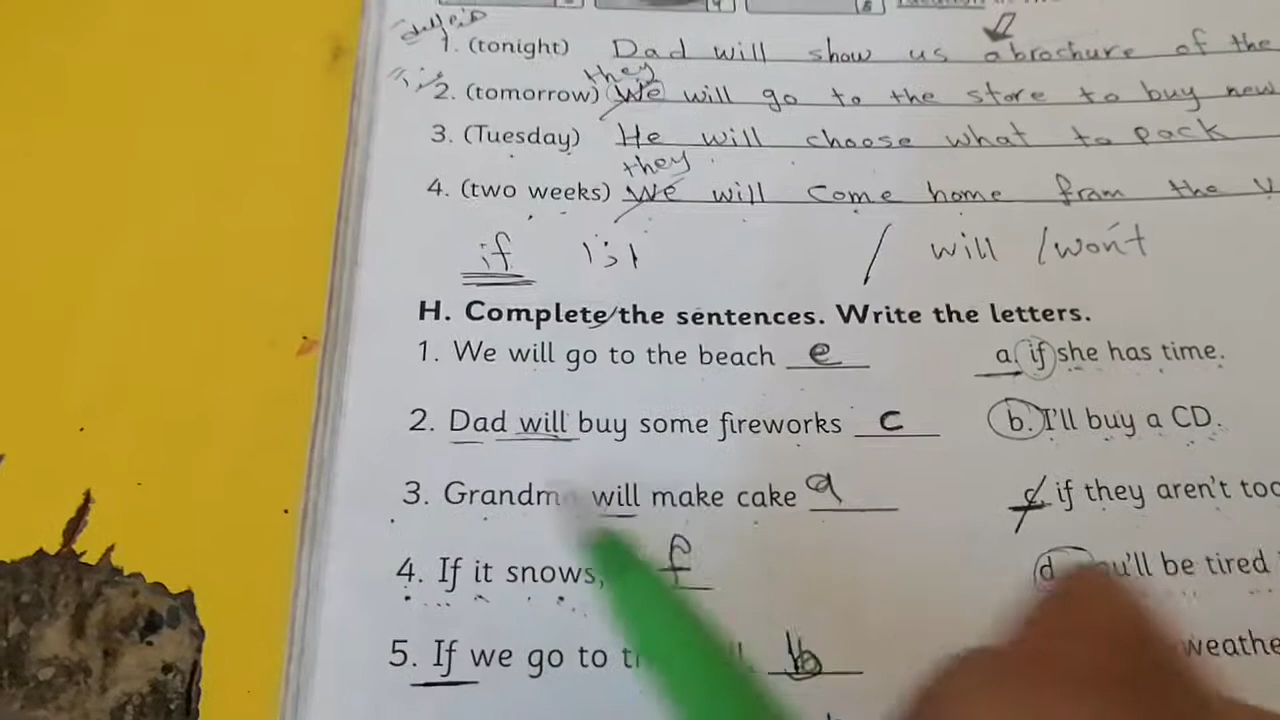 1. (tonight) Dad will show us a brochure of the
they
2. (tomorrow) We will go to the store to buy new
3. (Tuesday) He will choose what to pack
they
4. (two weeks) We will come home fram the
if اذا / will / won't
H. Complete the sentences. Write the letters.
1. We will go to the beach e a. if she has time.
2. Dad will buy some fireworks c b. I'll buy a CD.
3. Grandma will make cake a c. if they aren't too
4. If it snows, f d. you'll be tired
5. If we go to b weathe